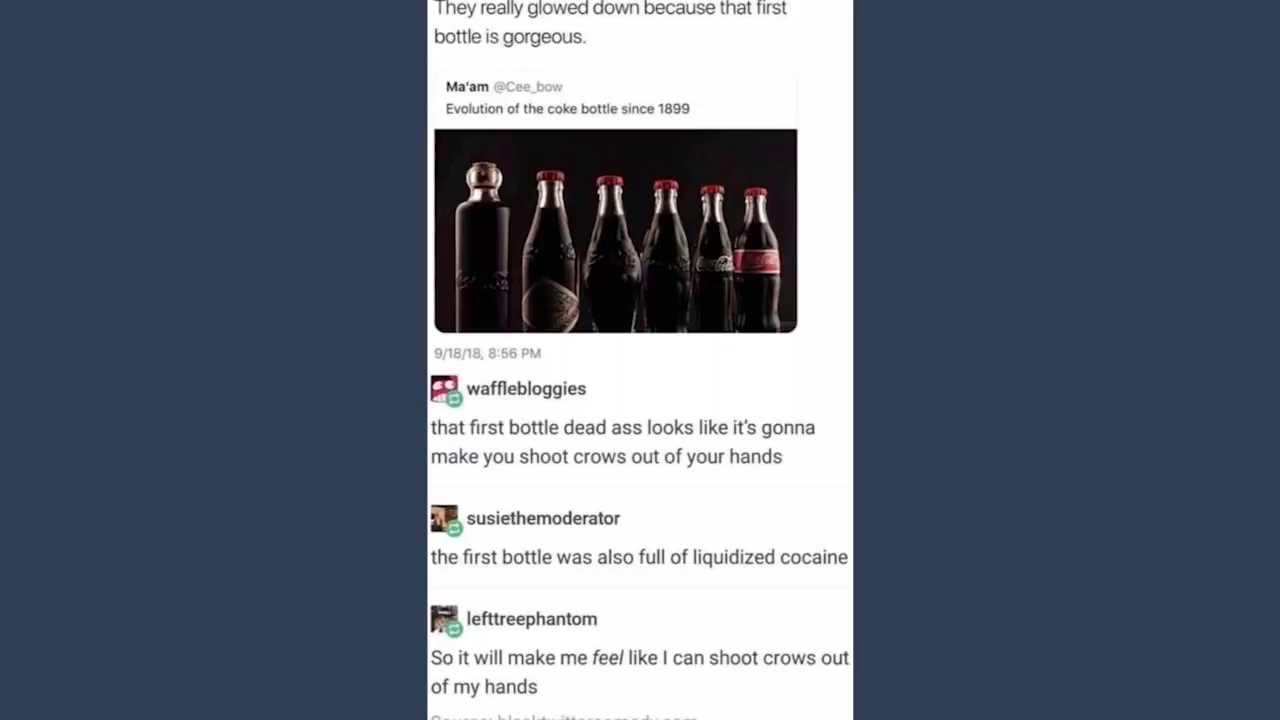 They really glowed down because that first
bottle is gorgeous.
Ma'am @Cee_bow
Evolution of the coke bottle since 1899
9/18/18, 8:56 PM
wafflebloggies
that first bottle dead ass looks like it's gonna
make you shoot crows out of your hands
susiethemoderator
the first bottle was also full of liquidized cocaine
lefttreephantom
So it will make me feel like I can shoot crows out
of my hands